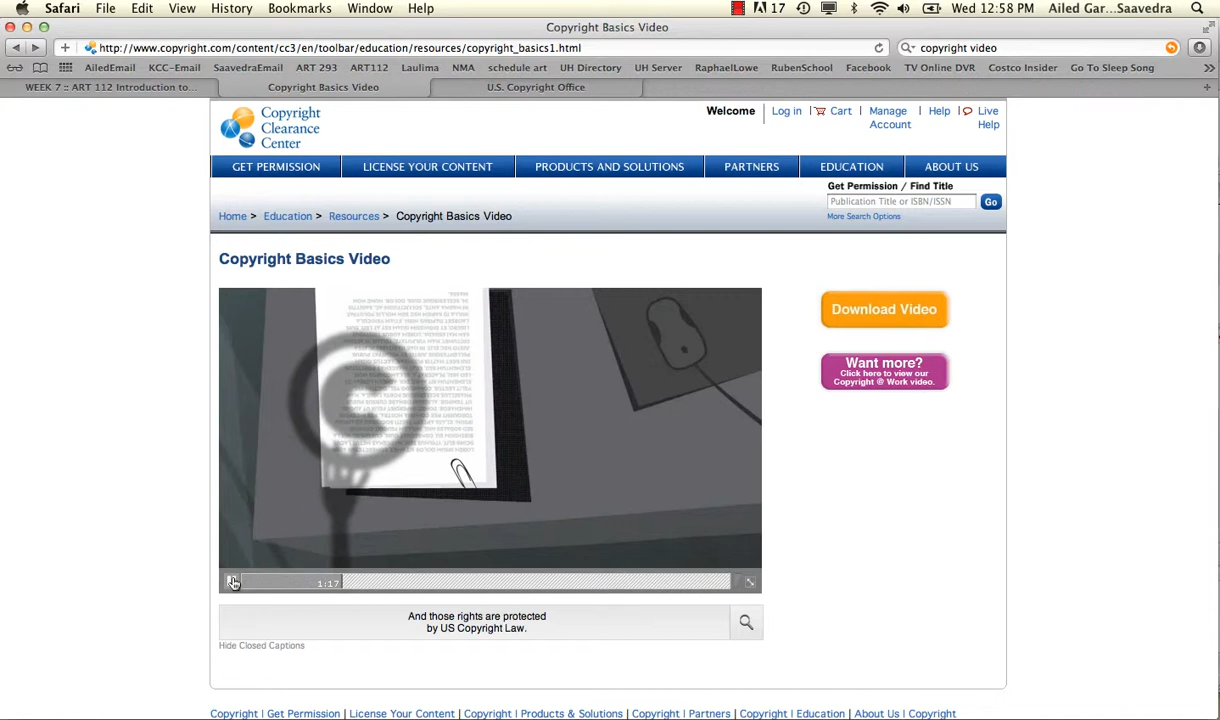 Safari File Edit View History Bookmarks Window Help 17 Wed 12:58 PM Ailed Gar...Saavedra
Copyright Basics Video
http://www.copyright.com/content/cc3/en/toolbar/education/resources/copyright_basics1.html copyright video
AiledEmail KCC-Email SaavedraEmail ART 293 ART112 Laulima NMA schedule art UH Directory UH Server RaphaelLowe RubenSchool Facebook TV Online DVR Costco Insider Go To Sleep Song
WEEK 7 :: ART 112 Introduction to... Copyright Basics Video U.S. Copyright Office
Copyright
Clearance
Center
Welcome Log in Cart Manage Account Help Live Help
GET PERMISSION LICENSE YOUR CONTENT PRODUCTS AND SOLUTIONS PARTNERS EDUCATION ABOUT US
Get Permission / Find Title
Publication Title or ISBN/ISSN Go
More Search Options
Home > Education > Resources > Copyright Basics Video
Copyright Basics Video
Download Video
Want more?
Click here to view our
Copyright @ Work video.
C
1:17
And those rights are protected
by US Copyright Law.
Hide Closed Captions
Copyright | Get Permission | License Your Content | Copyright | Products & Solutions | Copyright | Partners | Copyright | Education | About Us | Copyright